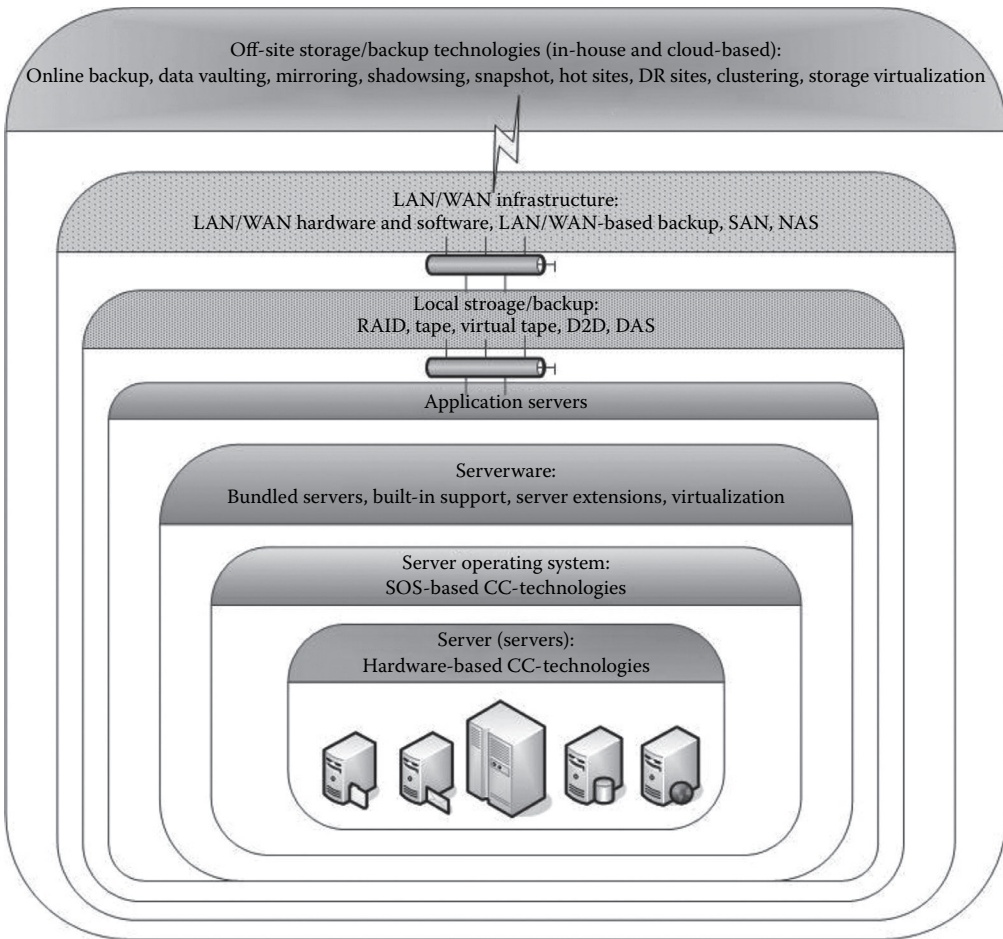 Off-site storage/backup technologies (in-house and cloud-based):
Online backup, data vaulting, mirroring, shadowsing, snapshot, hot sites, DR sites, clustering, storage virtualization
LAN/WAN infrastructure:
LAN/WAN hardware and software, LAN/WAN-based backup, SAN, NAS
Local stroage/backup:
RAID, tape, virtual tape, D2D, DAS
Application servers
Serverware:
Bundled servers, built-in support, server extensions, virtualization
Server operating system:
SOS-based CC-technologies
Server (servers):
Hardware-based CC-technologies